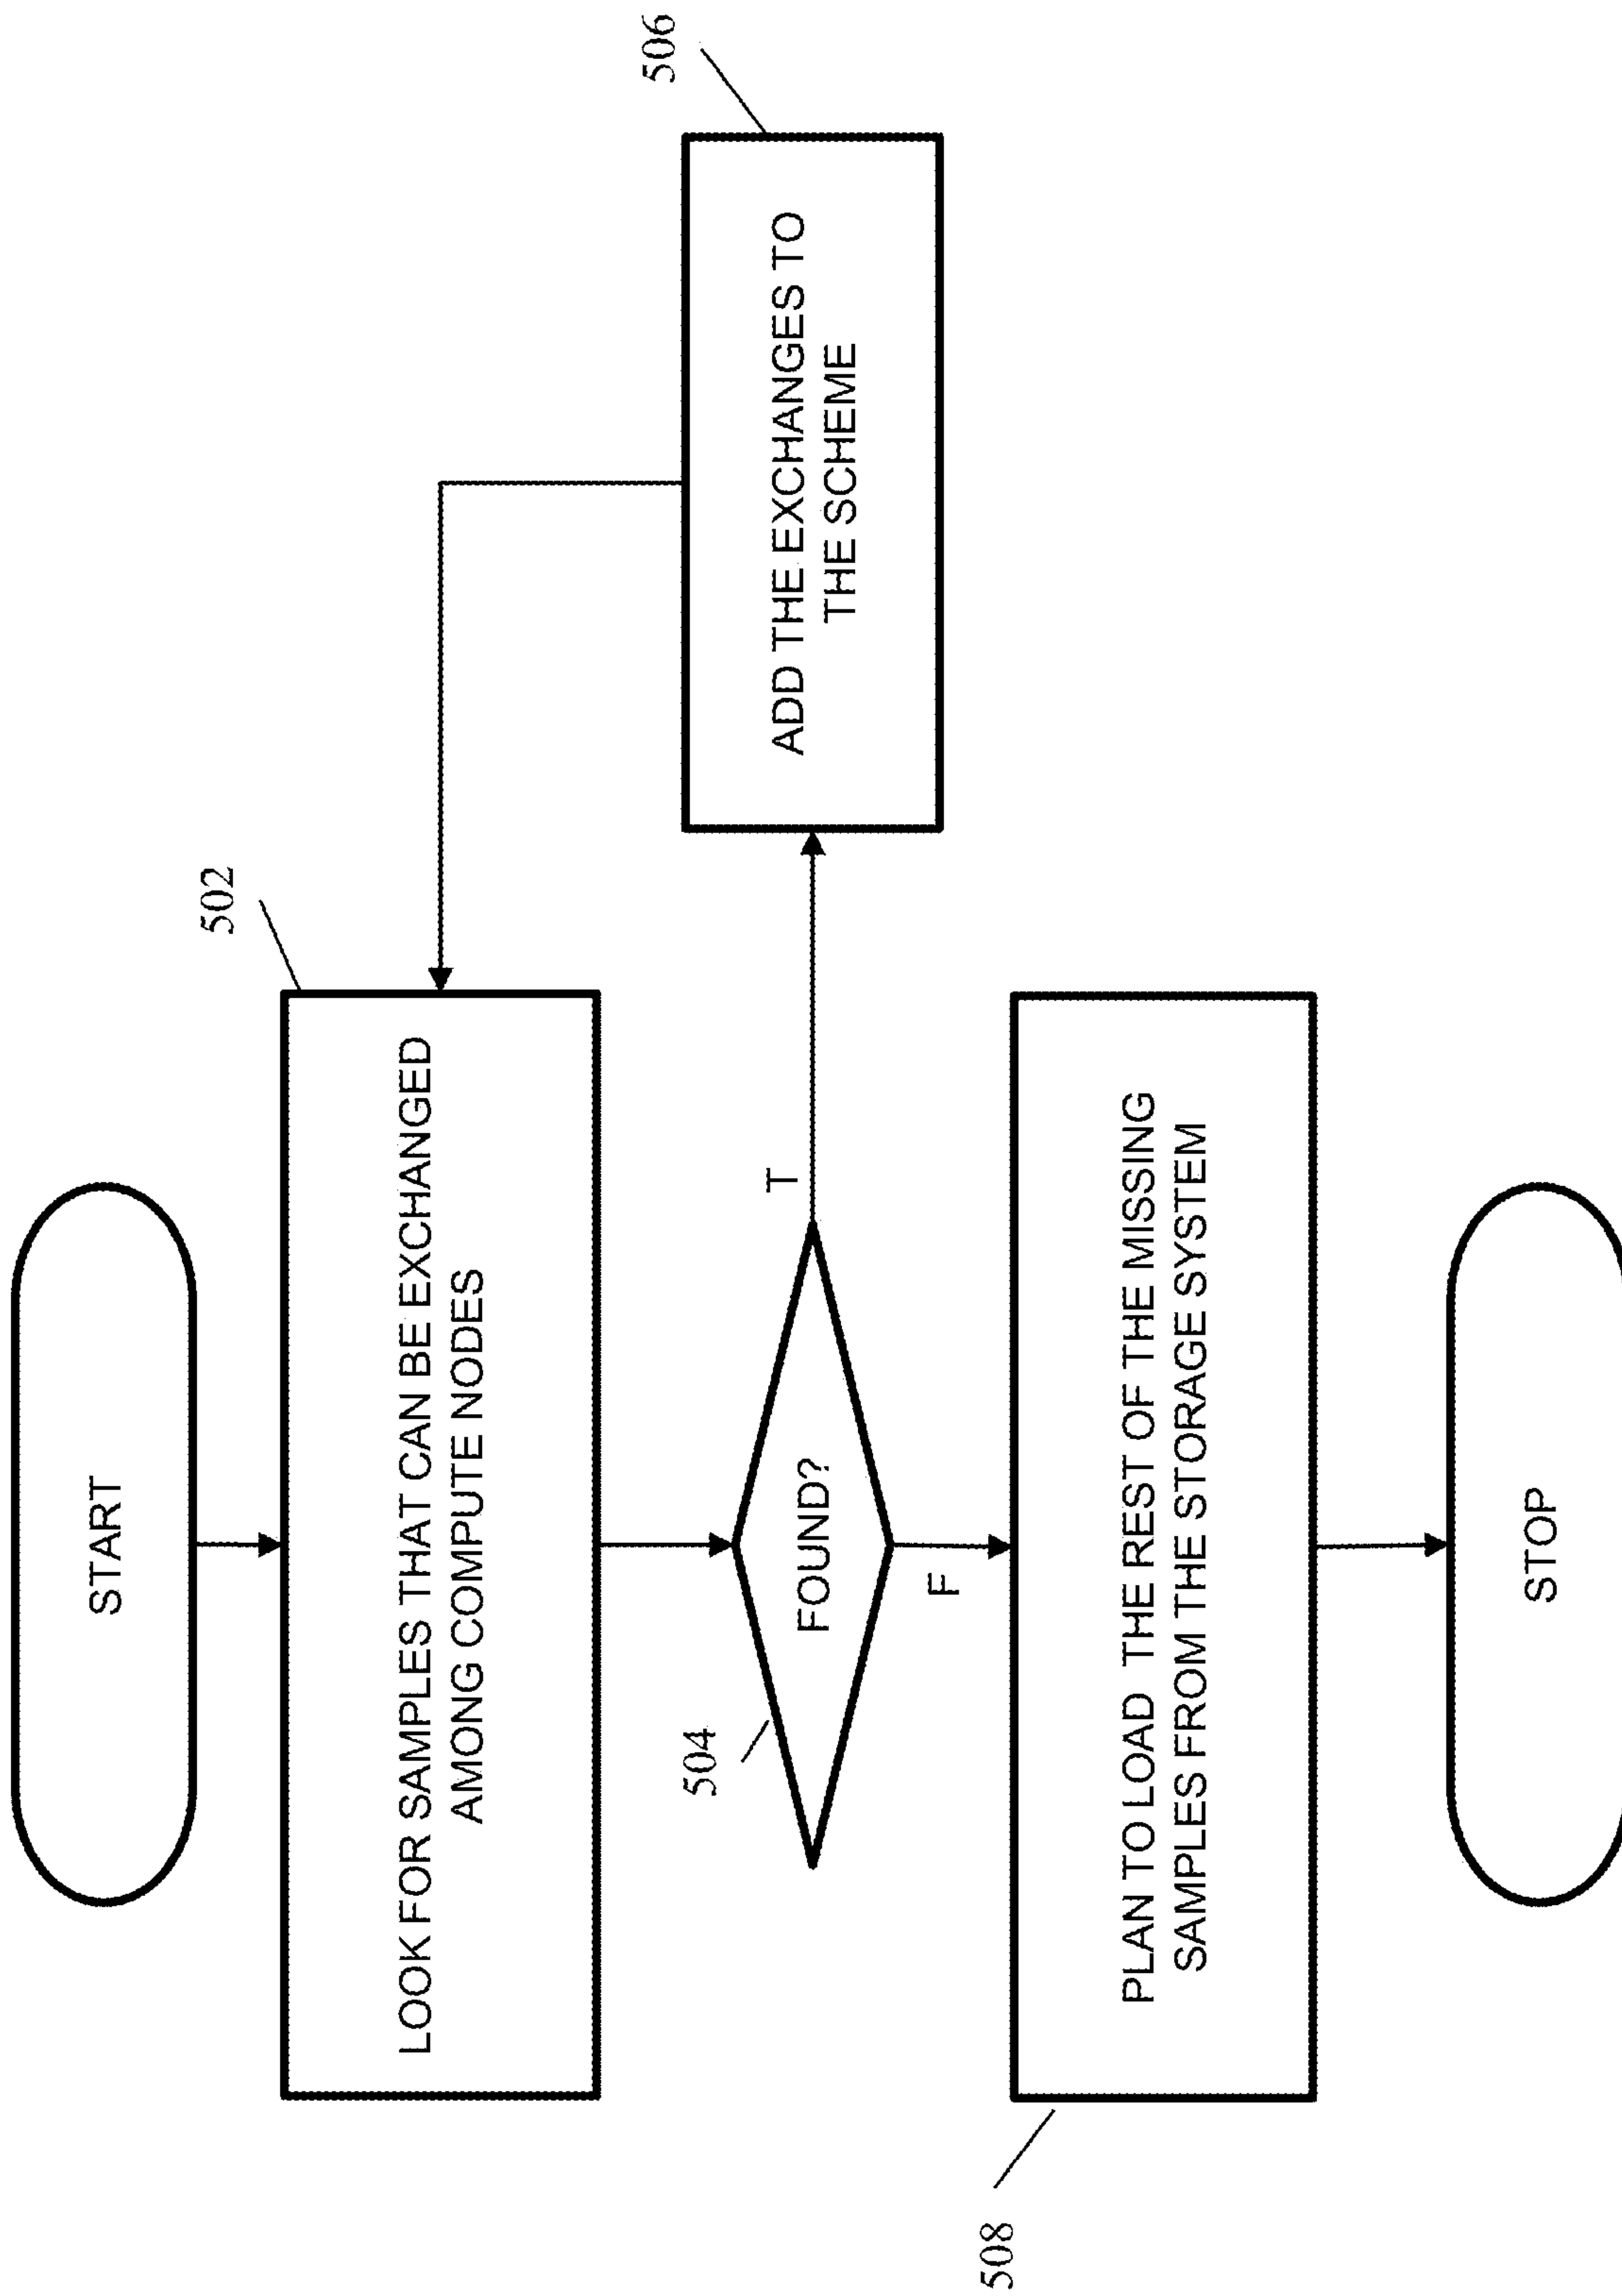 START
502
LOOK FOR SAMPLES THAT CAN BE EXCHANGED
AMONG COMPUTE NODES
504
FOUND?
T
506
ADD THE EXCHANGES TO
THE SCHEME
F
508
PLAN TO LOAD THE REST OF THE MISSING
SAMPLES FROM THE STORAGE SYSTEM
STOP